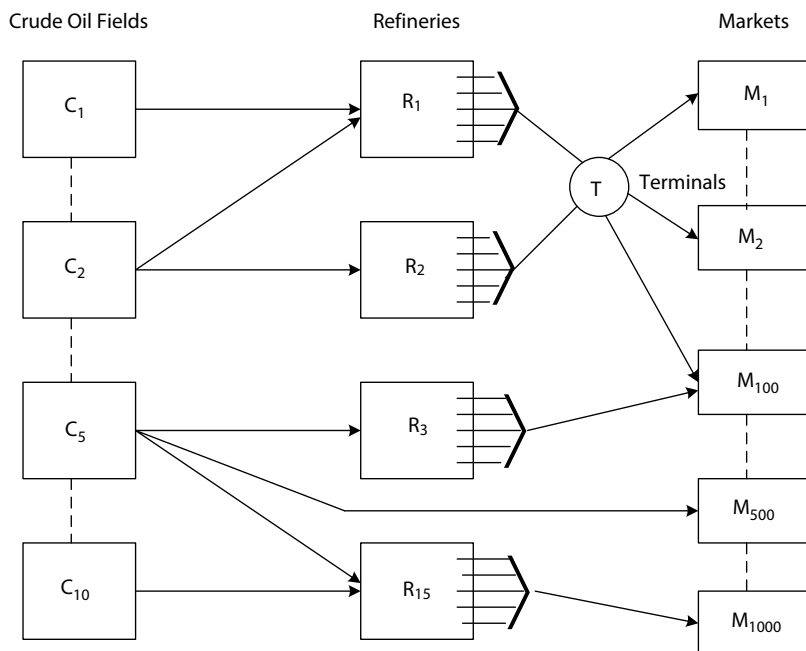 Crude Oil Fields
Refineries
Markets
C₁
R₁
M₁
T
Terminals
C₂
R₂
M₂
C₅
R₃
M₁₀₀
M₅₀₀
C₁₀
R₁₅
M₁₀₀₀